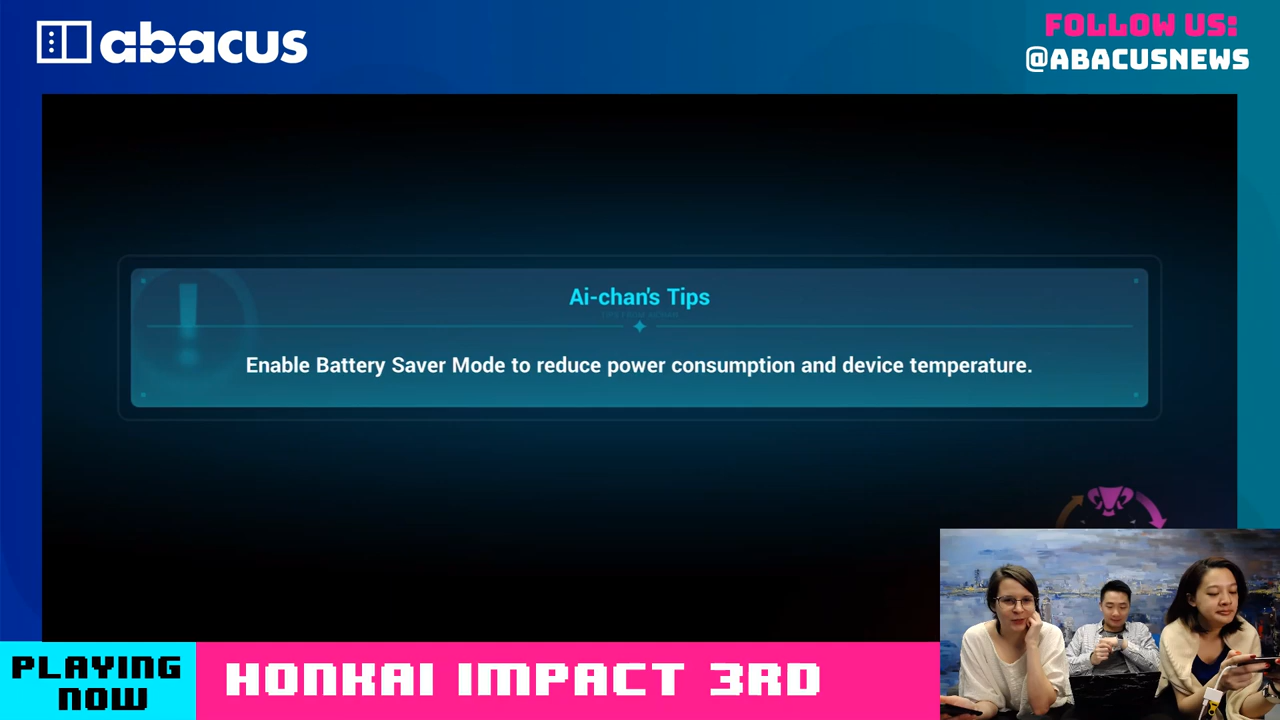 abacus
FOLLOW US:
@ABACUSNEWS
Ai-chan's Tips
Enable Battery Saver Mode to reduce power consumption and device temperature.
PLAYING
NOW
HONKAI IMPACT 3RD